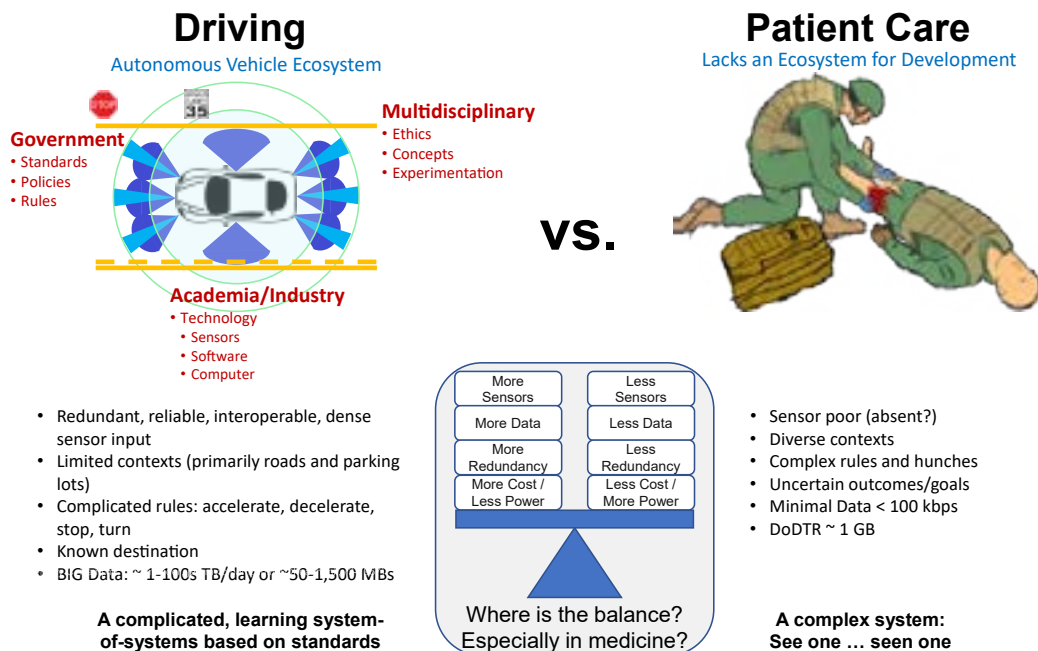 Driving
Autonomous Vehicle Ecosystem
STOP
35
Government
• Standards
• Policies
• Rules
Multidisciplinary
• Ethics
• Concepts
• Experimentation
Academia/Industry
• Technology
• Sensors
• Software
• Computer
vs.
Patient Care
Lacks an Ecosystem for Development
• Redundant, reliable, interoperable, dense
sensor input
• Limited contexts (primarily roads and parking
lots)
• Complicated rules: accelerate, decelerate,
stop, turn
• Known destination
• BIG Data: ~ 1-100s TB/day or ~50-1,500 MBs
A complicated, learning system-
of-systems based on standards
More
Sensors
More Data
More
Redundancy
More Cost /
Less Power
Less
Sensors
Less Data
Less
Redundancy
Less Cost /
More Power
Where is the balance?
Especially in medicine?
• Sensor poor (absent?)
• Diverse contexts
• Complex rules and hunches
• Uncertain outcomes/goals
• Minimal Data < 100 kbps
• DoDTR ~ 1 GB
A complex system:
See one ... seen one